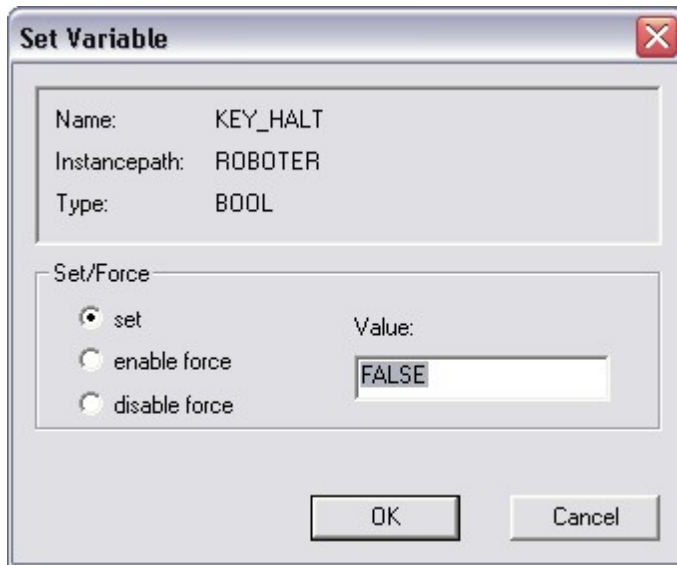 Set Variable
Name: KEY_HALT
Instancepath: ROBOTER
Type: BOOL
Set/Force
set
Value:
enable force
FALSE
disable force
OK Cancel